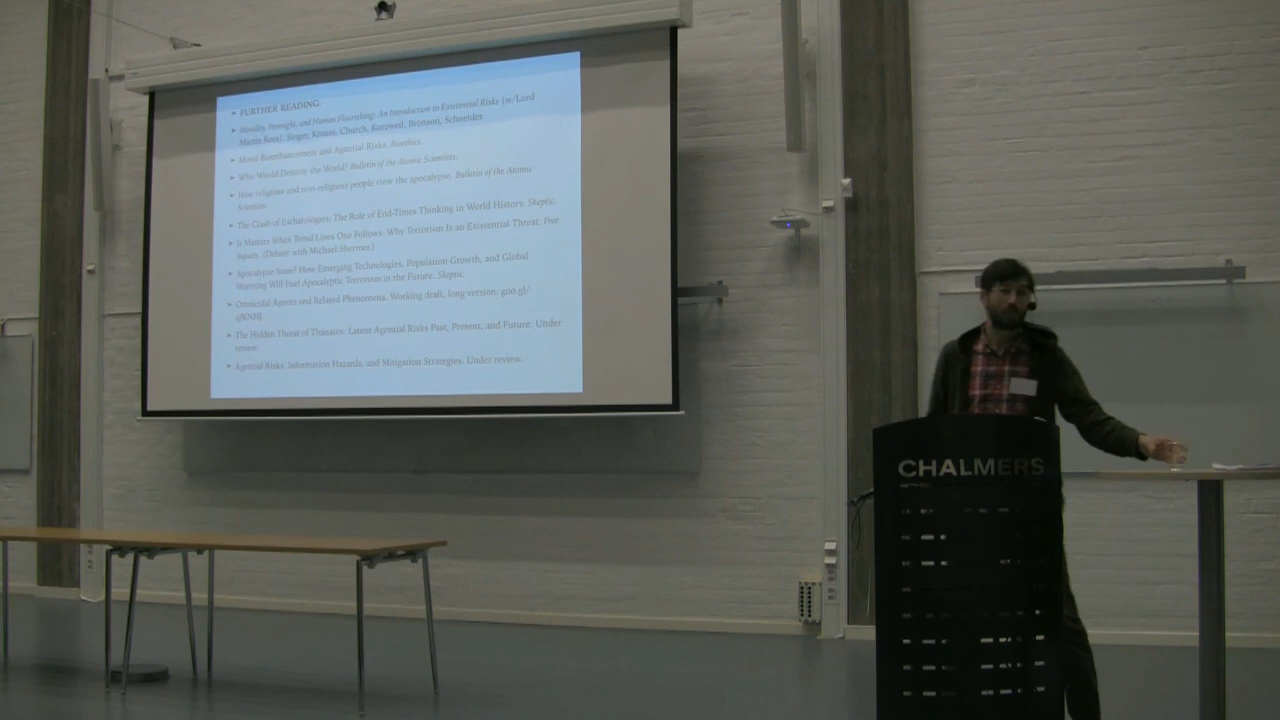 ➤ FURTHER READING:
➤ Morality, Foresight, and Human Flourishing: An Introduction to Existential Risks (w/Lord
Martin Rees). Singer, Krauss, Church, Kurzweil, Bronson, Schneider.
➤ Moral Bioenhancement and Agential Risks. Bioethics.
➤ Who Would Destroy the World? Bulletin of the Atomic Scientists.
➤ How religious and non-religious people view the apocalypse. Bulletin of the Atomic
Scientists.
➤ The Clash of Eschatologies: The Role of End-Times Thinking in World History. Skeptic.
➤ It Matters Which Trend Lines One Follows: Why Terrorism Is an Existential Threat. Free
Inquiry. (Debate with Michael Shermer.)
➤ Apocalypse Soon? How Emerging Technologies, Population Growth, and Global
Warming Will Fuel Apocalyptic Terrorism in the Future. Skeptic.
➤ Omnicidal Agents and Related Phenomena. Working draft, long version: goo.gl/
➤ The Hidden Threat of Thanatos: Latent Agential Risks Past, Present, and Future. Under
review.
➤ Agential Risks, Information Hazards, and Mitigation Strategies. Under review.
CHALMERS